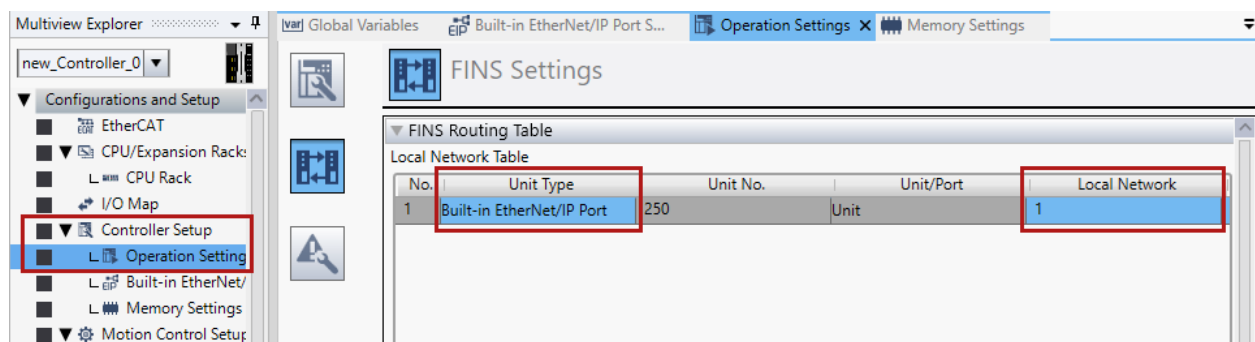 Multiview Explorer
new_Controller_0
Configurations and Setup
EtherCAT
CPU/Expansion Racks
CPU Rack
I/O Map
Controller Setup
Operation Setting
Built-in EtherNet/
Memory Settings
Motion Control Setup
var Global Variables
EIP Built-in EtherNet/IP Port S...
Operation Settings
Memory Settings
FINS Settings
FINS Routing Table
Local Network Table
No. Unit Type Unit No. Unit/Port Local Network
1 Built-in EtherNet/IP Port 250 Unit 1